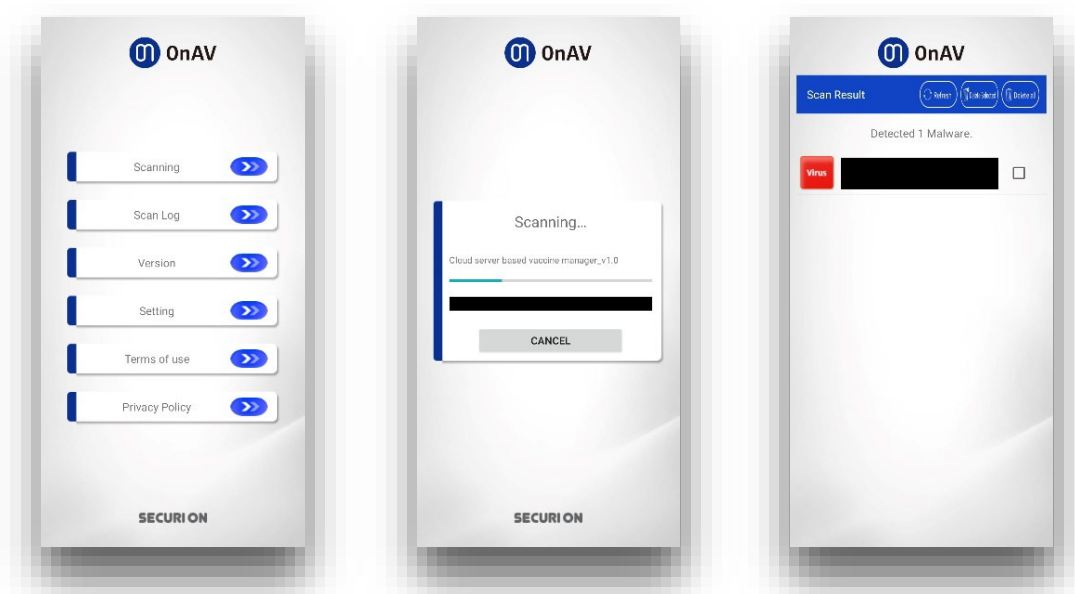 OnAV
Scanning
Scan Log
Version
Setting
Terms of use
Privacy Policy
SECURION
OnAV
Scanning...
Cloud server based vaccine manager_v1.0
CANCEL
SECURION
OnAV
Scan Result
Refresh
Delete all
Detected 1 Malware.
Virus